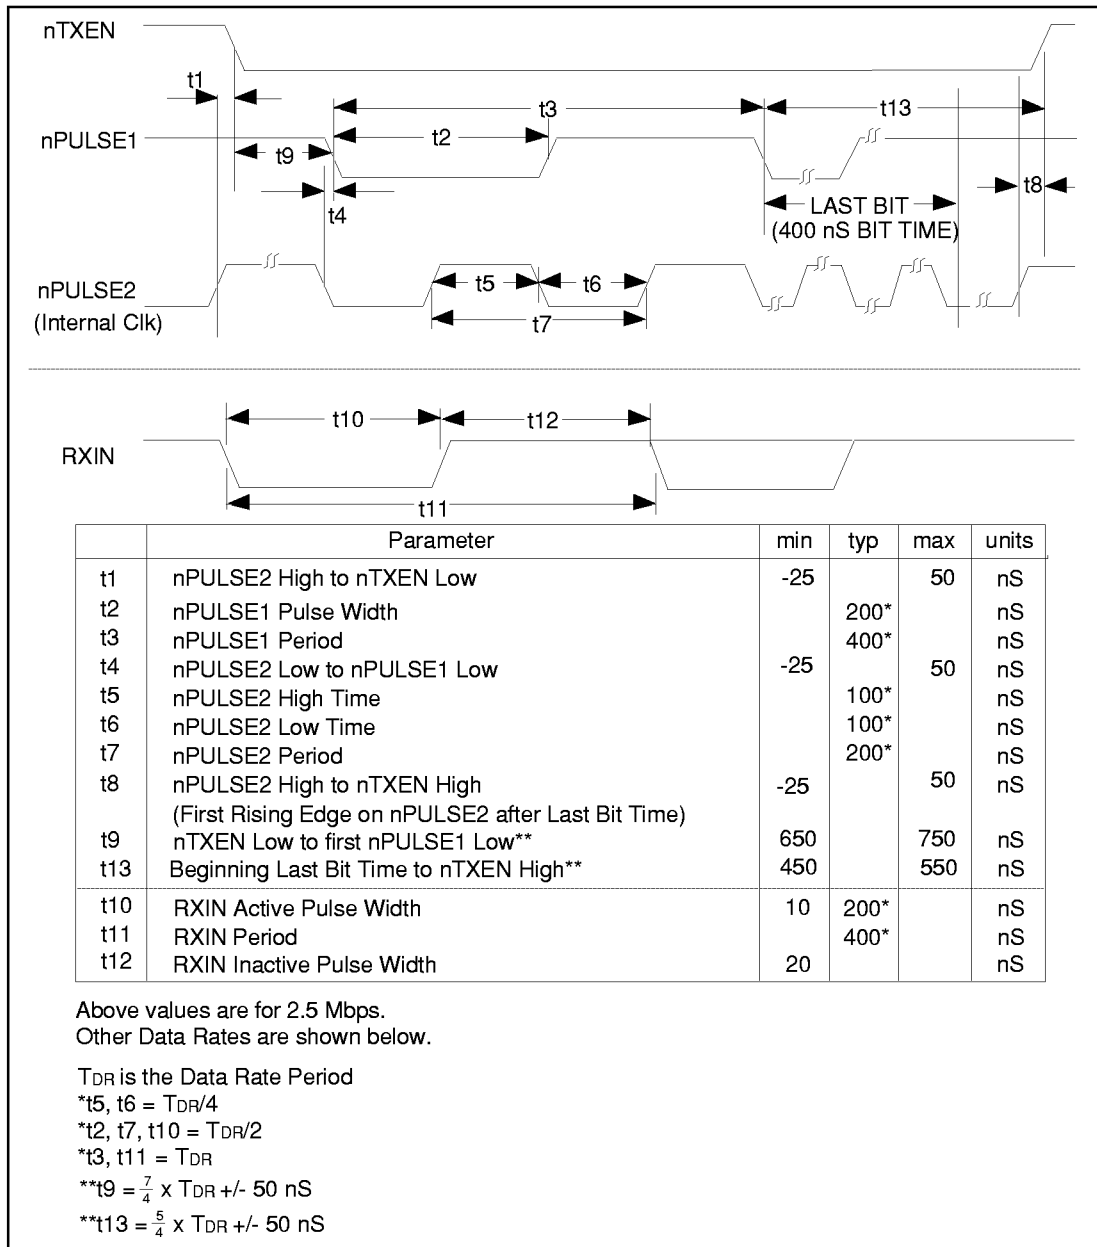 nTXEN
t1
t3
t13
nPULSE1
t2
t9
t8
t4
LAST BIT
(400 nS BIT TIME)
nPULSE2
(Internal Clk)
t5
t6
t7
t10
t12
RXIN
t11
Parameter min typ max units
t1 nPULSE2 High to nTXEN Low -25 50 nS
t2 nPULSE1 Pulse Width 200* nS
t3 nPULSE1 Period 400* nS
t4 nPULSE2 Low to nPULSE1 Low -25 50 nS
t5 nPULSE2 High Time 100* nS
t6 nPULSE2 Low Time 100* nS
t7 nPULSE2 Period 200* nS
t8 nPULSE2 High to nTXEN High -25 50 nS
(First Rising Edge on nPULSE2 after Last Bit Time)
t9 nTXEN Low to first nPULSE1 Low** 650 750 nS
t13 Beginning Last Bit Time to nTXEN High** 450 550 nS
t10 RXIN Active Pulse Width 10 200* nS
t11 RXIN Period 400* nS
t12 RXIN Inactive Pulse Width 20 nS
Above values are for 2.5 Mbps.
Other Data Rates are shown below.
TDR is the Data Rate Period
*t5, t6 = TDR/4
*t2, t7, t10 = TDR/2
*t3, t11 = TDR
**t9 = 7/4 x TDR +/- 50 nS
**t13 = 5/4 x TDR +/- 50 nS